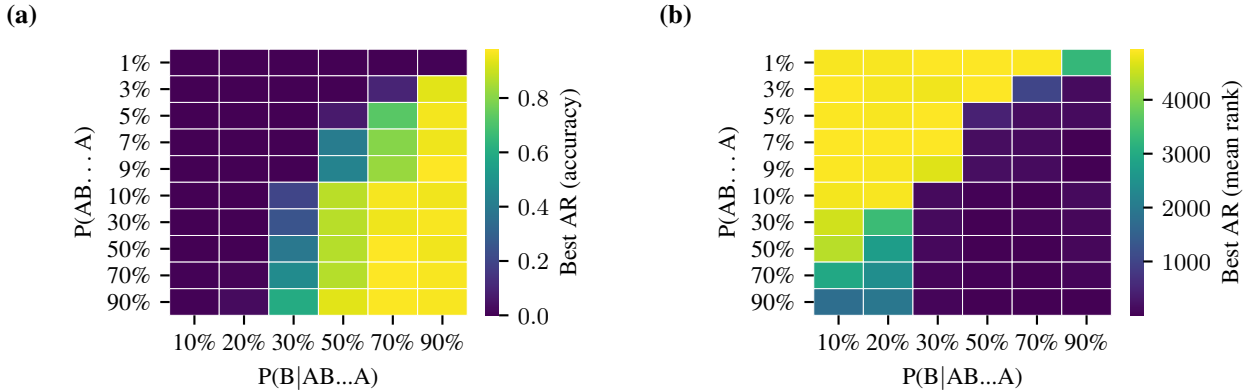 (a)
1%
3%
5%
7%
9%
10%
30%
50%
70%
90%
P(AB...A)
10% 20% 30% 50% 70% 90%
P(B|AB...A)
0.8
0.6
0.4
0.2
0.0
Best AR (accuracy)
(b)
1%
3%
5%
7%
9%
10%
30%
50%
70%
90%
P(AB...A)
10% 20% 30% 50% 70% 90%
P(B|AB...A)
4000
3000
2000
1000
Best AR (mean rank)